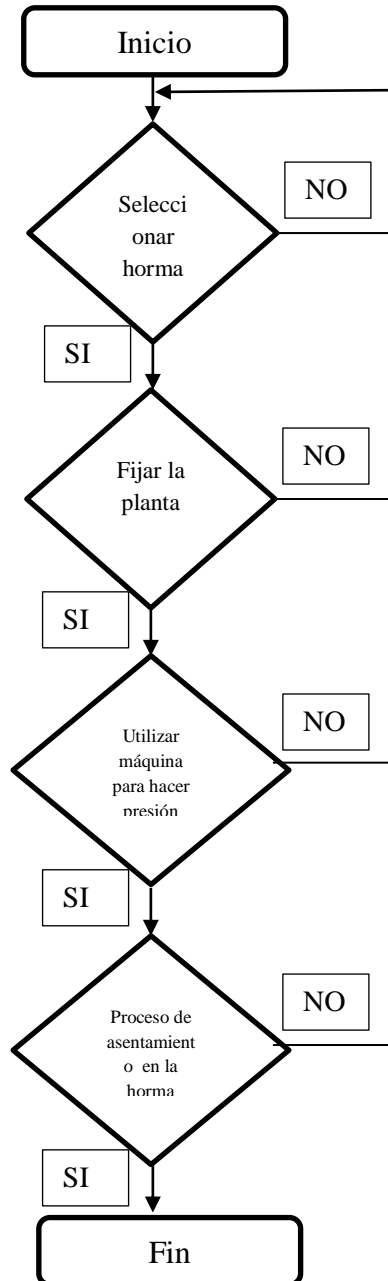 Inicio
Selecci
onar
horma
NO
SI
Fijar la
planta
NO
SI
Utilizar
máquina
para hacer
presión
NO
SI
Proceso de
asentamient
o en la
horma
NO
SI
Fin